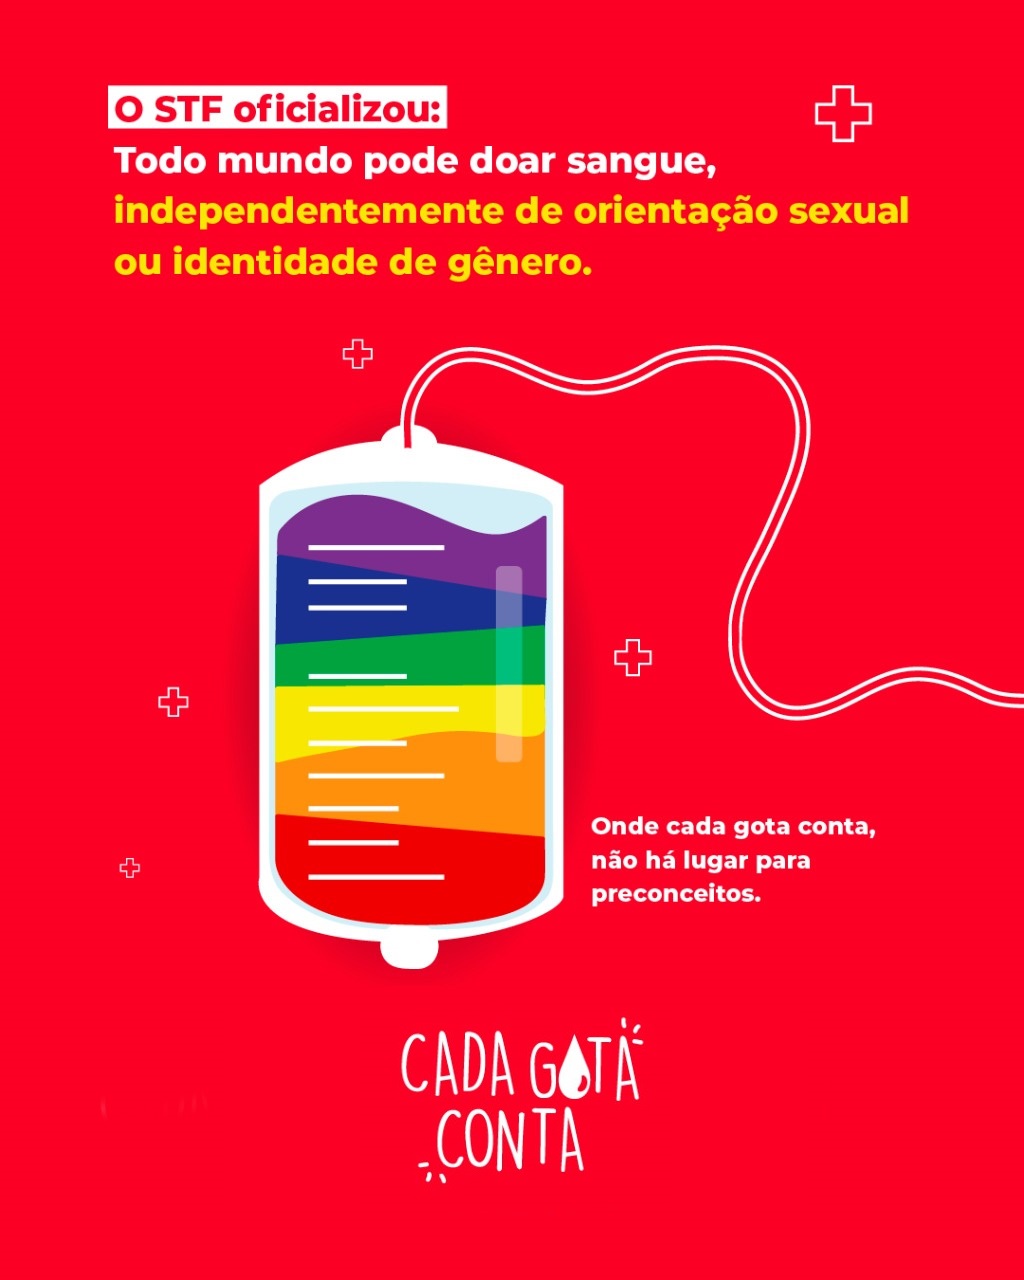 O STF oficializou:
Todo mundo pode doar sangue,
independentemente de orientação sexual
ou identidade de gênero.
Onde cada gota conta,
não há lugar para
preconceitos.
CADA GOTA
CONTA